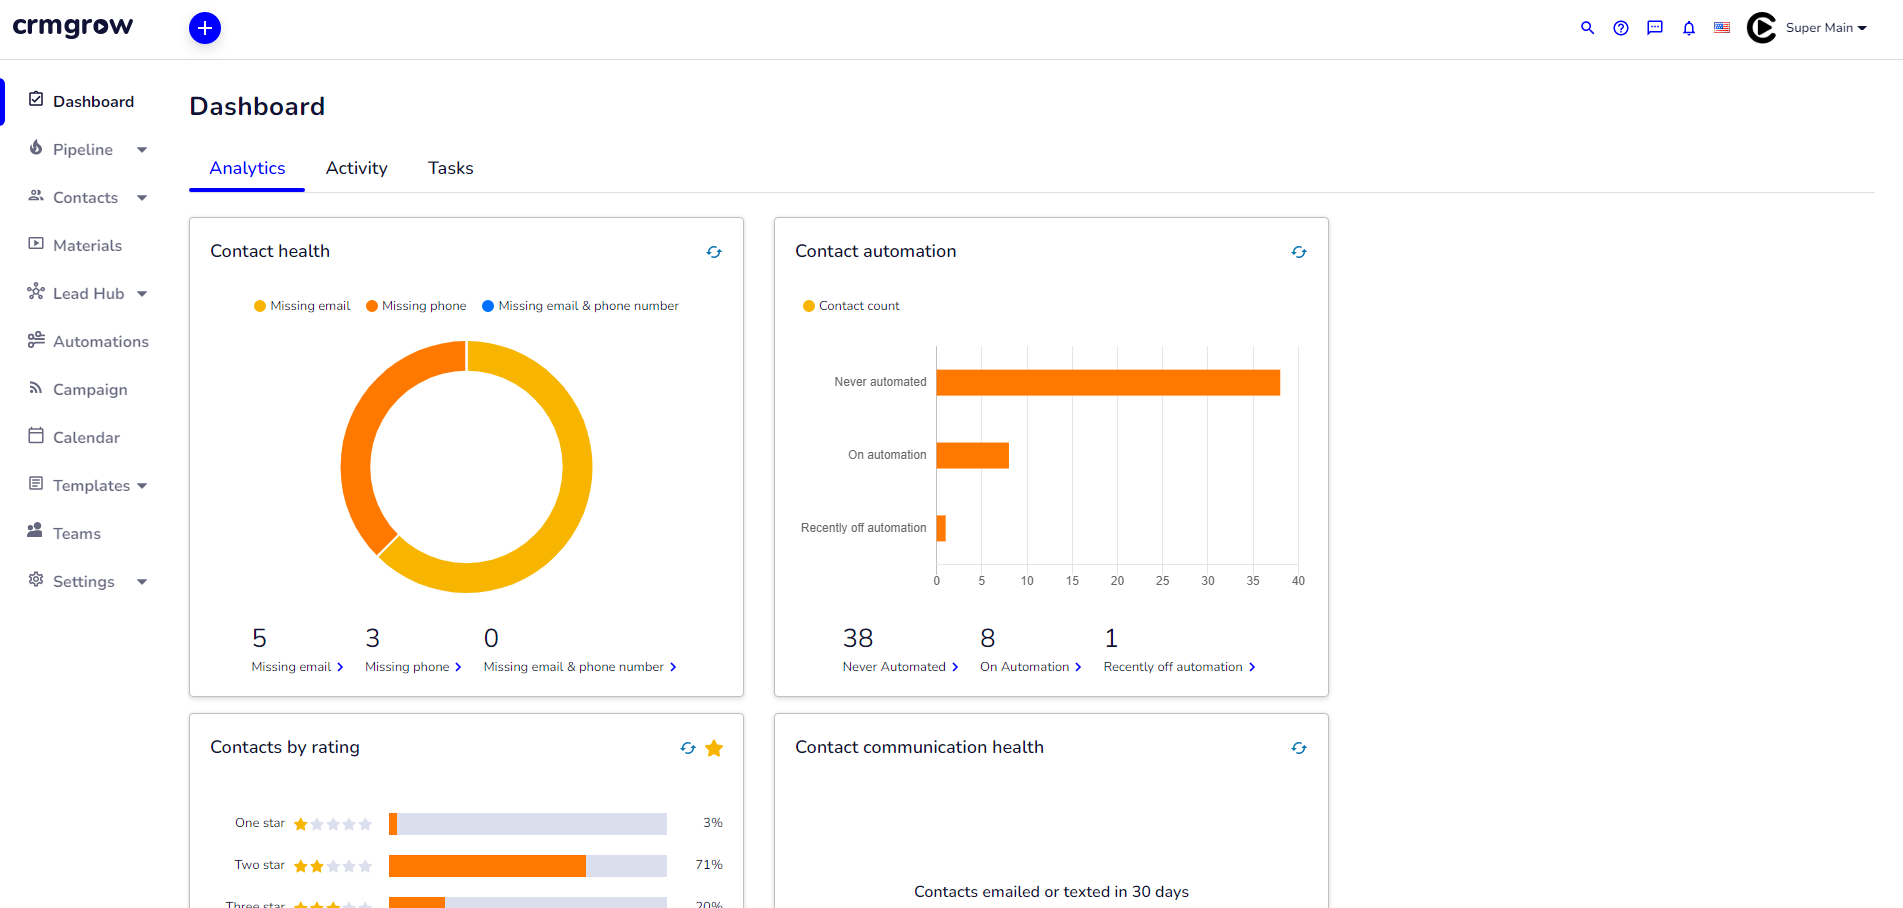 crmgrow
Super Main
Dashboard
Pipeline
Contacts
Materials
Lead Hub
Automations
Campaign
Calendar
Templates
Teams
Settings
Dashboard
Analytics
Activity
Tasks
Contact health
Missing email
Missing phone
Missing email & phone number
5
3
0
Missing email
Missing phone
Missing email & phone number
Contact automation
Contact count
Never automated
On automation
Recently off automation
0 5 10 15 20 25 30 35 40
38
8
1
Never Automated
On Automation
Recently off automation
Contacts by rating
One star 3%
Two star 71%
Three star 20%
Contact communication health
Contacts emailed or texted in 30 days